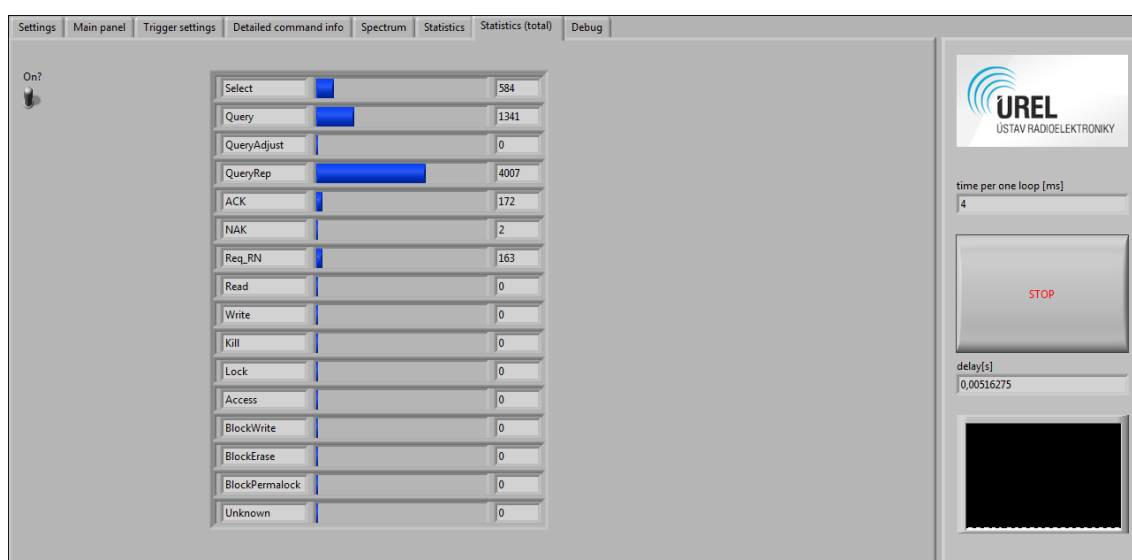 Settings Main panel Trigger settings Detailed command info Spectrum Statistics Statistics (total) Debug
On?
Select 584
Query 1341
QueryAdjust 0
QueryRep 4007
ACK 172
NAK 2
Req_RN 163
Read 0
Write 0
Kill 0
Lock 0
Access 0
BlockWrite 0
BlockErase 0
BlockPermalock 0
Unknown 0
ÚREL
ÚSTAV RADIOELEKTRONIKY
time per one loop [ms]
4
STOP
delay[s]
0,00516275